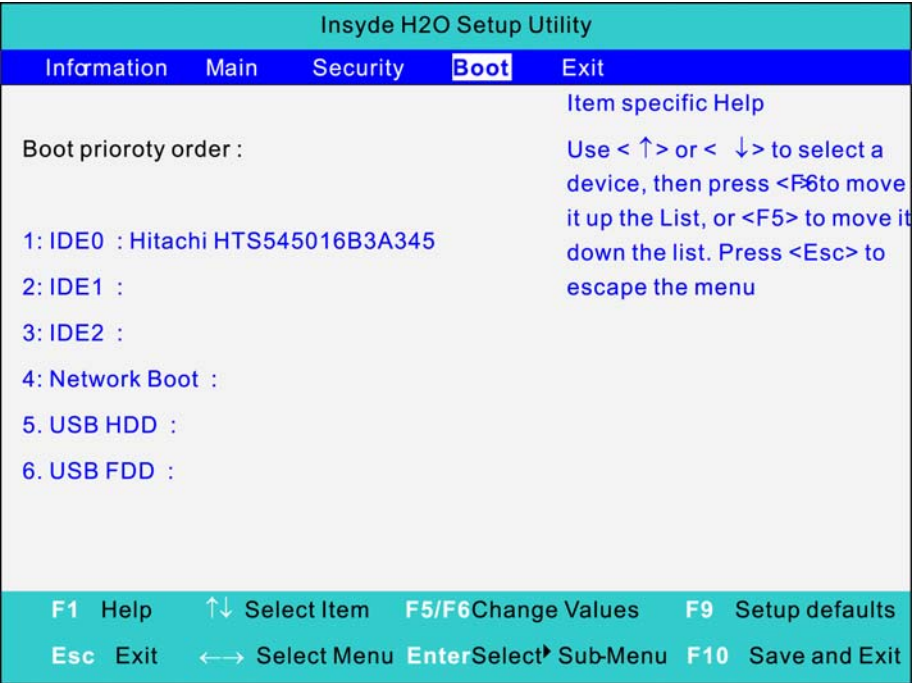 Insyde H2O Setup Utility
Information Main Security Boot Exit
Item specific Help
Boot prioroty order :
Use < ↑> or < ↓> to select a
device, then press <F6>to move
it up the List, or <F5> to move it
down the list. Press <Esc> to
escape the menu
1: IDE0 : Hitachi HTS545016B3A345
2: IDE1 :
3: IDE2 :
4: Network Boot :
5. USB HDD :
6. USB FDD :
F1 Help ↑↓ Select Item F5/F6Change Values F9 Setup defaults
Esc Exit ←→ Select Menu EnterSelect▸ Sub-Menu F10 Save and Exit